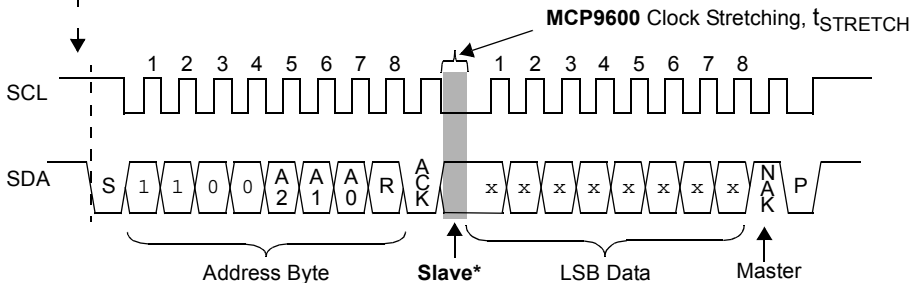 MCP9600 Clock Stretching, tSTRETCH
1 2 3 4 5 6 7 8 1 2 3 4 5 6 7 8
SCL
SDA S 1 1 0 0 A2 A1 A0 R ACK x x x x x x x x NAK P
Address Byte Slave* LSB Data Master